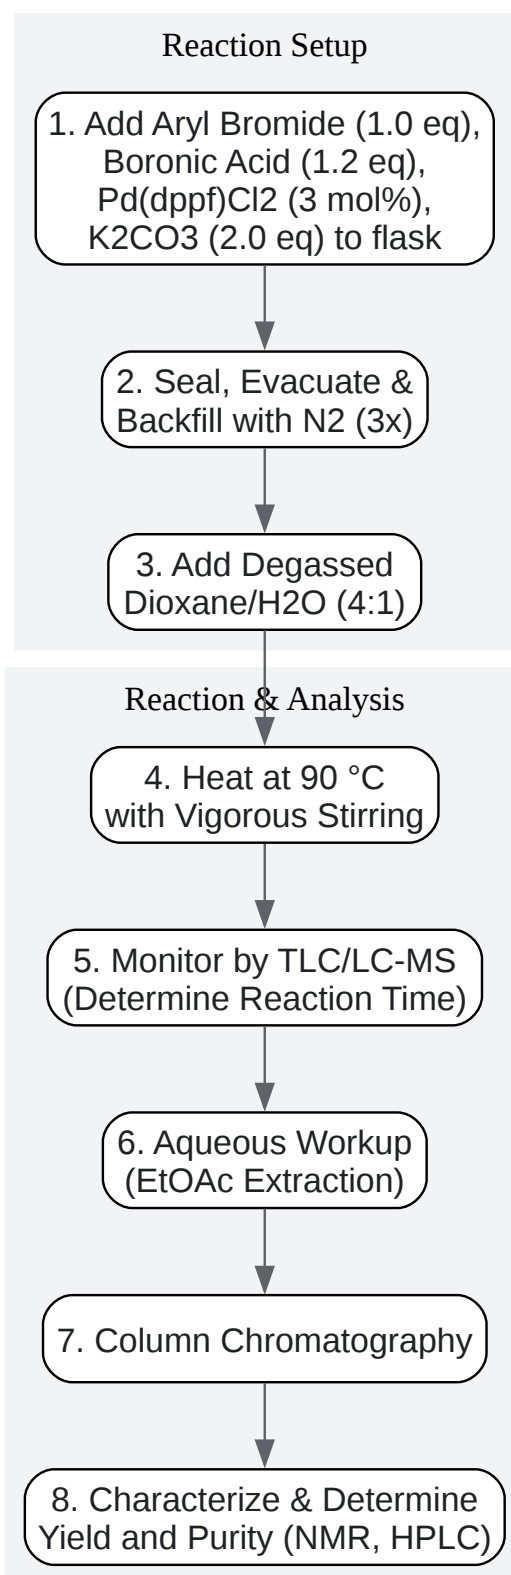 Reaction Setup
1. Add Aryl Bromide (1.0 eq),
Boronic Acid (1.2 eq),
Pd(dppf)Cl2 (3 mol%),
K2CO3 (2.0 eq) to flask
2. Seal, Evacuate &
Backfill with N2 (3x)
3. Add Degassed
Dioxane/H2O (4:1)
Reaction & Analysis
4. Heat at 90 °C
with Vigorous Stirring
5. Monitor by TLC/LC-MS
(Determine Reaction Time)
6. Aqueous Workup
(EtOAc Extraction)
7. Column Chromatography
8. Characterize & Determine
Yield and Purity (NMR, HPLC)